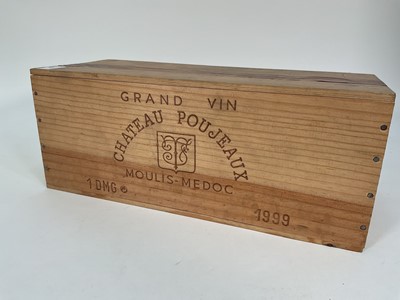 GRAND VIN
CHATEAU POUJEAUX
MOULIS-MEDOC
1 DMG 1999